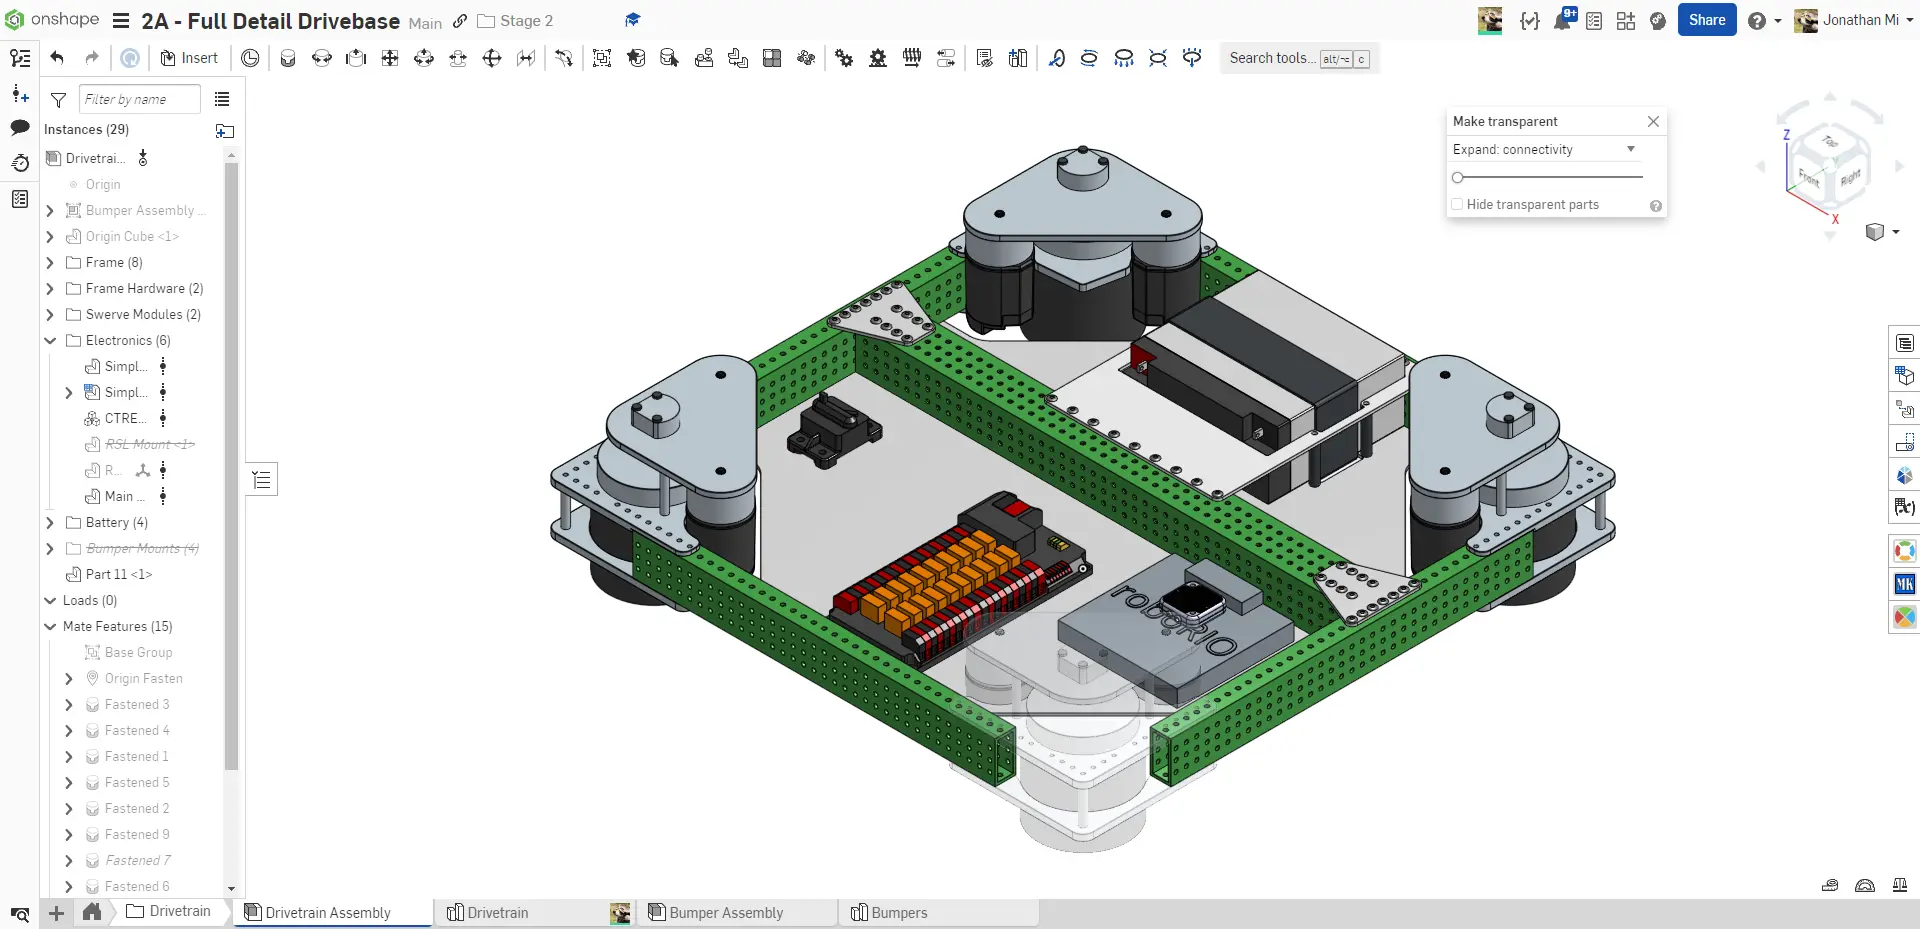 onshape
2A - Full Detail Drivebase Main
Stage 2
9+
Share
Jonathan Mi
Insert
Search tools... alt/⌥ c
Filter by name
Instances (29)
Drivetrai...
Origin
Bumper Assembly ...
Origin Cube <1>
Frame (8)
Frame Hardware (2)
Swerve Modules (2)
Electronics (6)
Simpl...
Simpl...
CTRE...
RSL Mount <1>
R...
Main ...
Battery (4)
Bumper Mounts (4)
Part 11 <1>
Loads (0)
Mate Features (15)
Base Group
Origin Fasten
Fastened 3
Fastened 4
Fastened 1
Fastened 5
Fastened 2
Fastened 9
Fastened 7
Fastened 6
Make transparent
Expand: connectivity
Hide transparent parts
Z
Top
Front
Right
X
roboRIO
MK
(x)
Drivetrain
Drivetrain Assembly
Drivetrain
Bumper Assembly
Bumpers